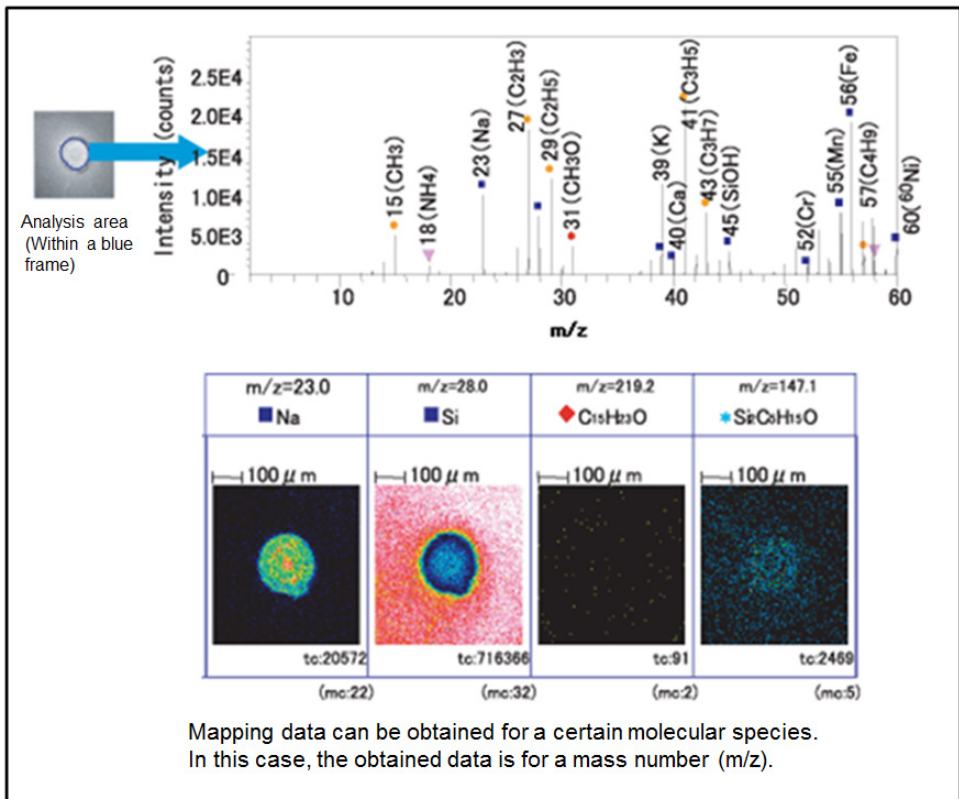 Intensity (counts)
2.5E4
2.0E4
1.5E4
1.0E4
5.0E3
0
15(CH3)
18(NH4)
23(Na)
27(C2H3)
29(C2H5)
31(CH3O)
39(K)
40(Ca)
41(C3H5)
43(C3H7)
45(SiOH)
52(Cr)
55(Mn)
56(Fe)
57(C4H9)
60(⁶⁰Ni)
10 20 30 40 50 60
m/z
Analysis area
(Within a blue
frame)
m/z=23.0 m/z=28.0 m/z=219.2 m/z=147.1
Na Si C15H23O Si2C5H15O
100 μm 100 μm 100 μm 100 μm
tc:20572 tc:716366 tc:91 tc:2469
(mc:22) (mc:32) (mc:2) (mc:5)
Mapping data can be obtained for a certain molecular species.
In this case, the obtained data is for a mass number (m/z).